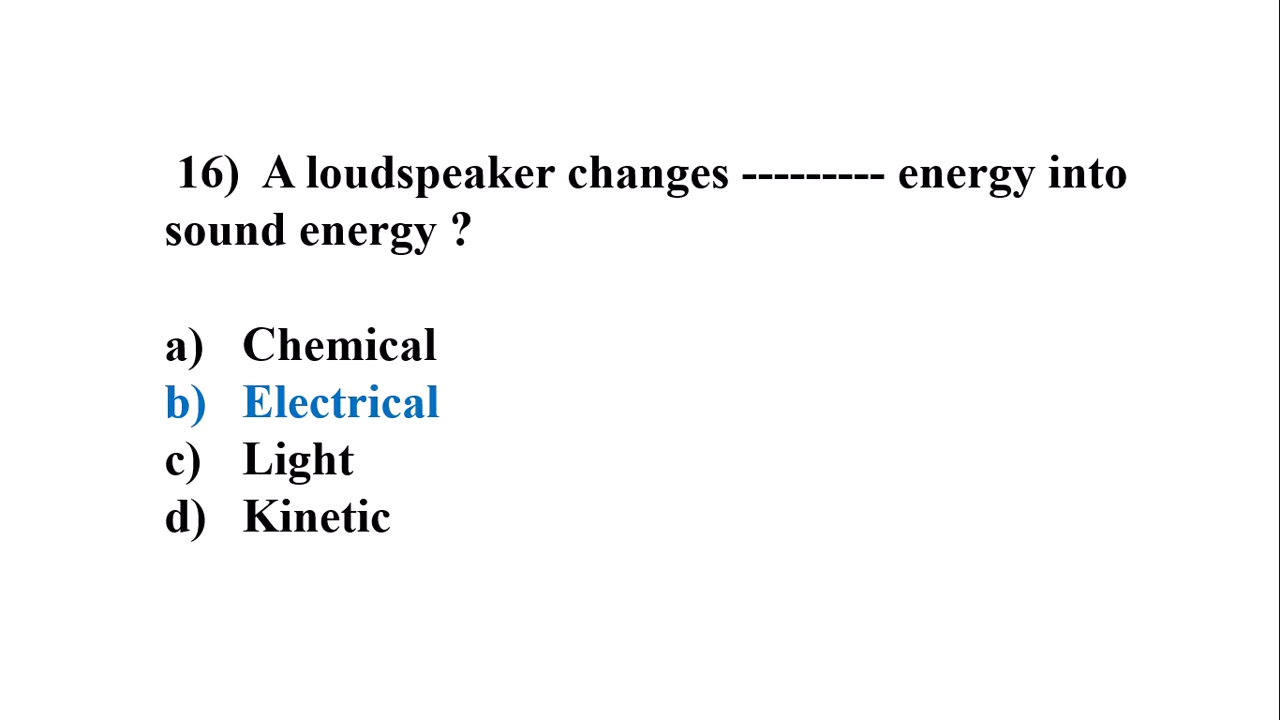 16) A loudspeaker changes --------- energy into
sound energy ?
a) Chemical
b) Electrical
c) Light
d) Kinetic